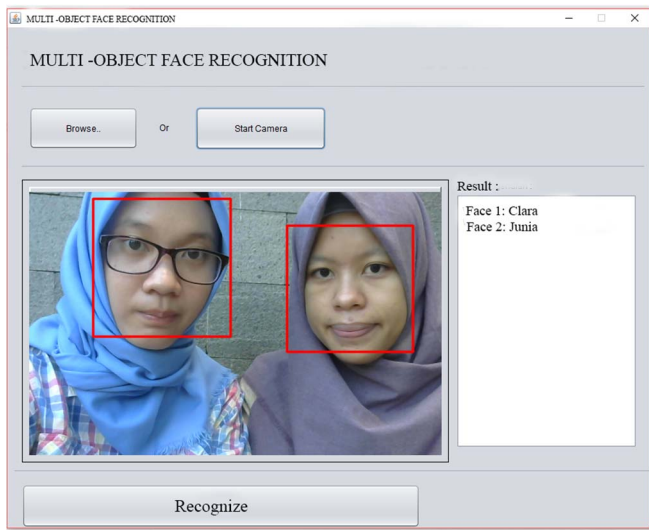 MULTI -OBJECT FACE RECOGNITION
MULTI -OBJECT FACE RECOGNITION
Browse.. Or Start Camera
Result :
Face 1: Clara
Face 2: Junia
Recognize